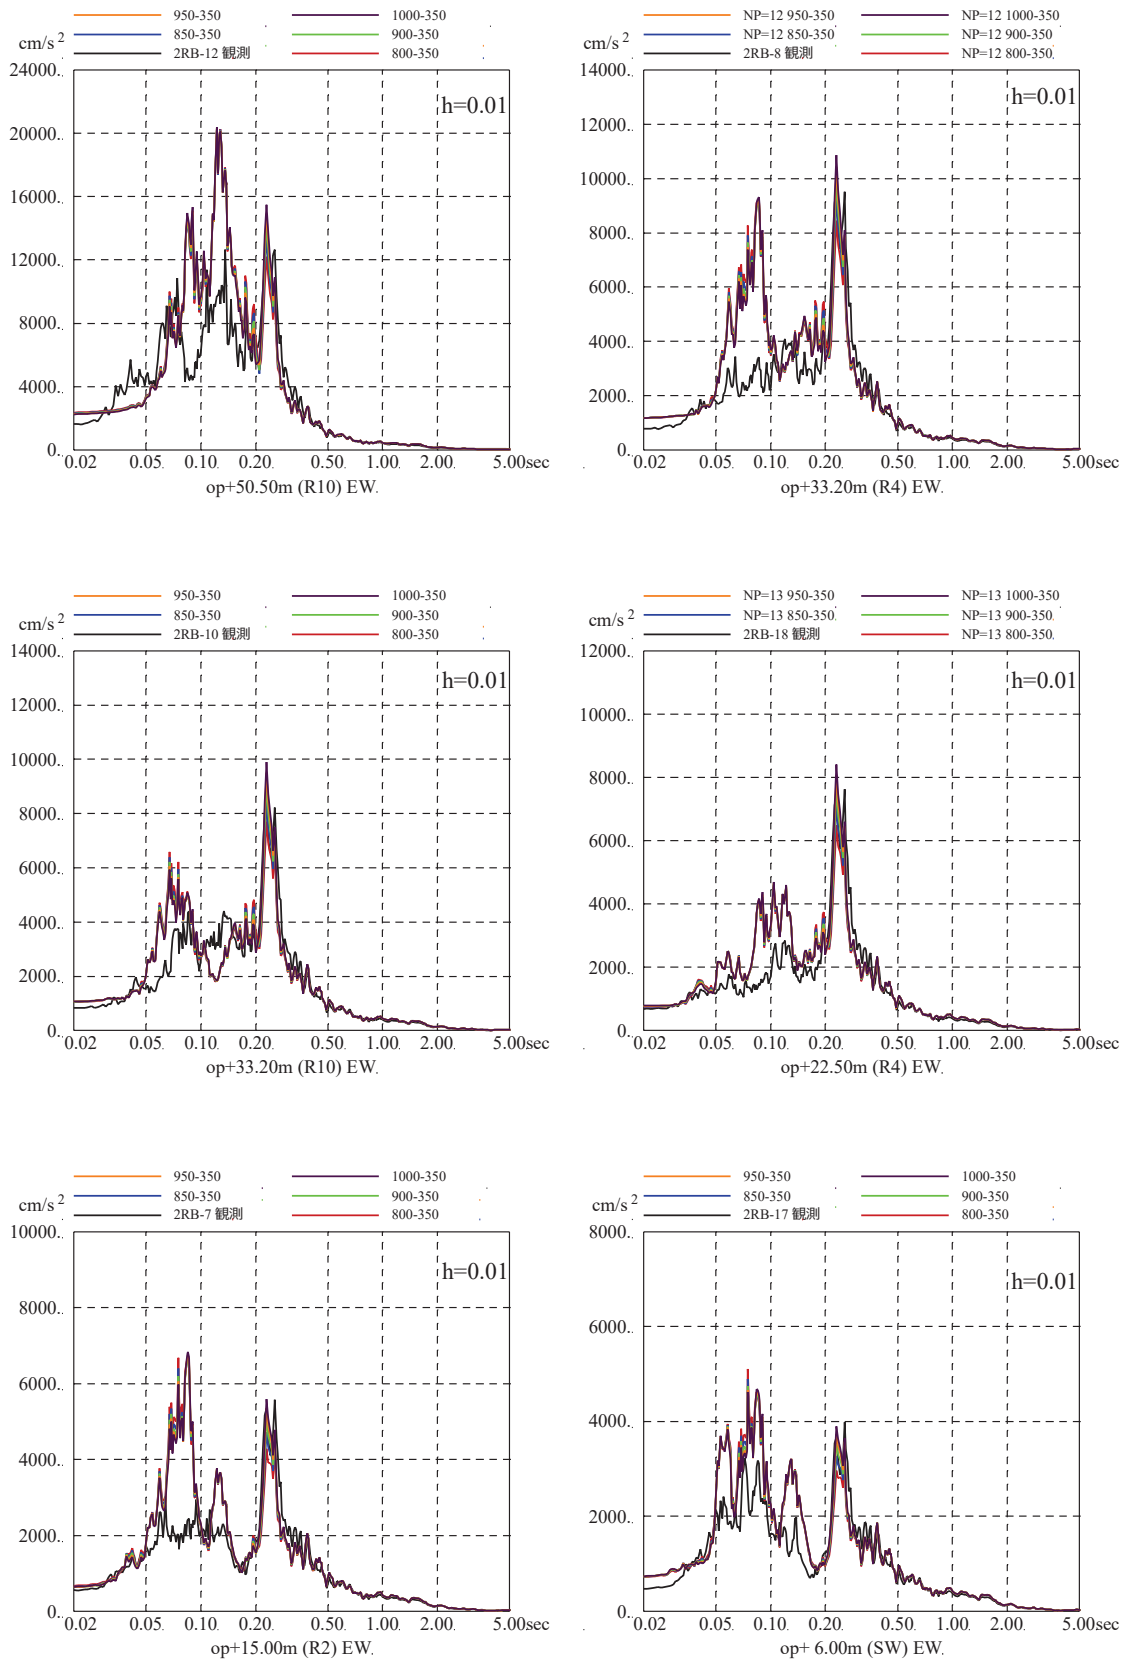 950-350 1000-350
850-350 900-350
2RB-12 観測 800-350
cm/s 2
h=0.01
24000.
20000.
16000.
12000.
8000.
4000.
0.
0.02 0.05 0.10 0.20 0.50 1.00 2.00 5.00sec
op+50.50m (R10) EW.
NP=12 950-350 NP=12 1000-350
NP=12 850-350 NP=12 900-350
2RB-8 観測 NP=12 800-350
cm/s 2
h=0.01
14000.
12000.
10000.
8000.
6000.
4000.
2000.
0.
0.02 0.05 0.10 0.20 0.50 1.00 2.00 5.00sec
op+33.20m (R4) EW.
950-350 1000-350
850-350 900-350
2RB-10 観測 800-350
cm/s 2
h=0.01
14000.
12000.
10000.
8000.
6000.
4000.
2000.
0.
0.02 0.05 0.10 0.20 0.50 1.00 2.00 5.00sec
op+33.20m (R10) EW.
NP=13 950-350 NP=13 1000-350
NP=13 850-350 NP=13 900-350
2RB-18 観測 NP=13 800-350
cm/s 2
h=0.01
12000.
10000.
8000.
6000.
4000.
2000.
0.
0.02 0.05 0.10 0.20 0.50 1.00 2.00 5.00sec
op+22.50m (R4) EW.
950-350 1000-350
850-350 900-350
2RB-7 観測 800-350
cm/s 2
h=0.01
10000.
8000.
6000.
4000.
2000.
0.
0.02 0.05 0.10 0.20 0.50 1.00 2.00 5.00sec
op+15.00m (R2) EW.
950-350 1000-350
850-350 900-350
2RB-17 観測 800-350
cm/s 2
h=0.01
8000.
6000.
4000.
2000.
0.
0.02 0.05 0.10 0.20 0.50 1.00 2.00 5.00sec
op+ 6.00m (SW) EW.